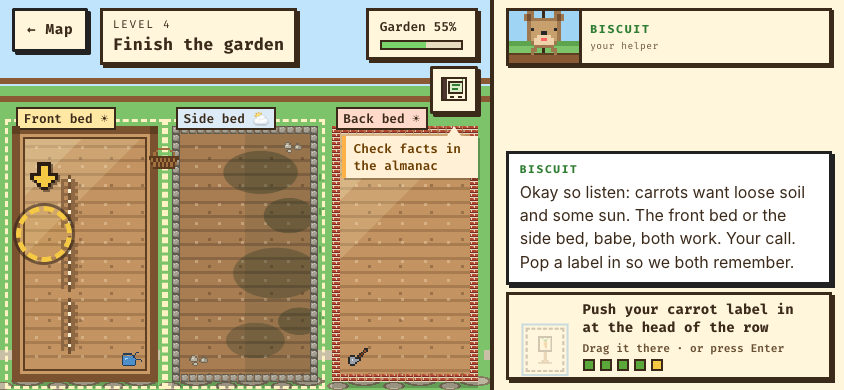 ← Map
LEVEL 4
Finish the garden
Garden 55%
Front bed ☀
Side bed ⛅
Back bed ☀
Check facts in
the almanac
BISCUIT
your helper
BISCUIT
Okay so listen: carrots want loose soil
and some sun. The front bed or the
side bed, babe, both work. Your call.
Pop a label in so we both remember.
Push your carrot label in
at the head of the row
Drag it there · or press Enter